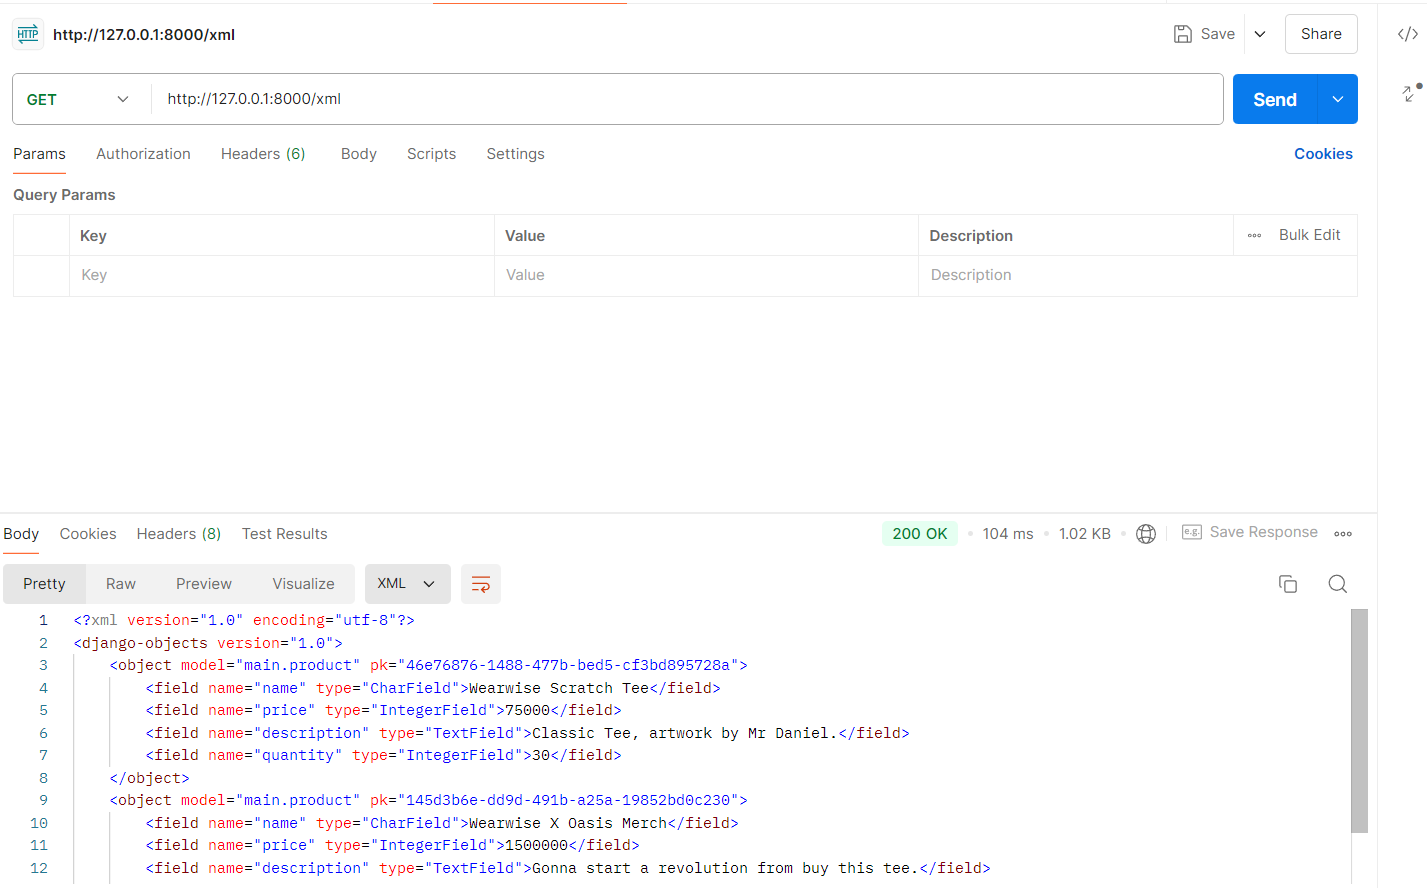 HTTP http://127.0.0.1:8000/xml Save Share
GET http://127.0.0.1:8000/xml Send
Params Authorization Headers (6) Body Scripts Settings Cookies
Query Params
Key Value Description Bulk Edit
Key Value Description
Body Cookies Headers (8) Test Results 200 OK 104 ms 1.02 KB e.g. Save Response
Pretty Raw Preview Visualize XML
1 <?xml version="1.0" encoding="utf-8"?>
2 <django-objects version="1.0">
3 <object model="main.product" pk="46e76876-1488-477b-bed5-cf3bd895728a">
4 <field name="name" type="CharField">Wearwise Scratch Tee</field>
5 <field name="price" type="IntegerField">75000</field>
6 <field name="description" type="TextField">Classic Tee, artwork by Mr Daniel.</field>
7 <field name="quantity" type="IntegerField">30</field>
8 </object>
9 <object model="main.product" pk="145d3b6e-dd9d-491b-a25a-19852bd0c230">
10 <field name="name" type="CharField">Wearwise X Oasis Merch</field>
11 <field name="price" type="IntegerField">1500000</field>
12 <field name="description" type="TextField">Gonna start a revolution from buy this tee.</field>